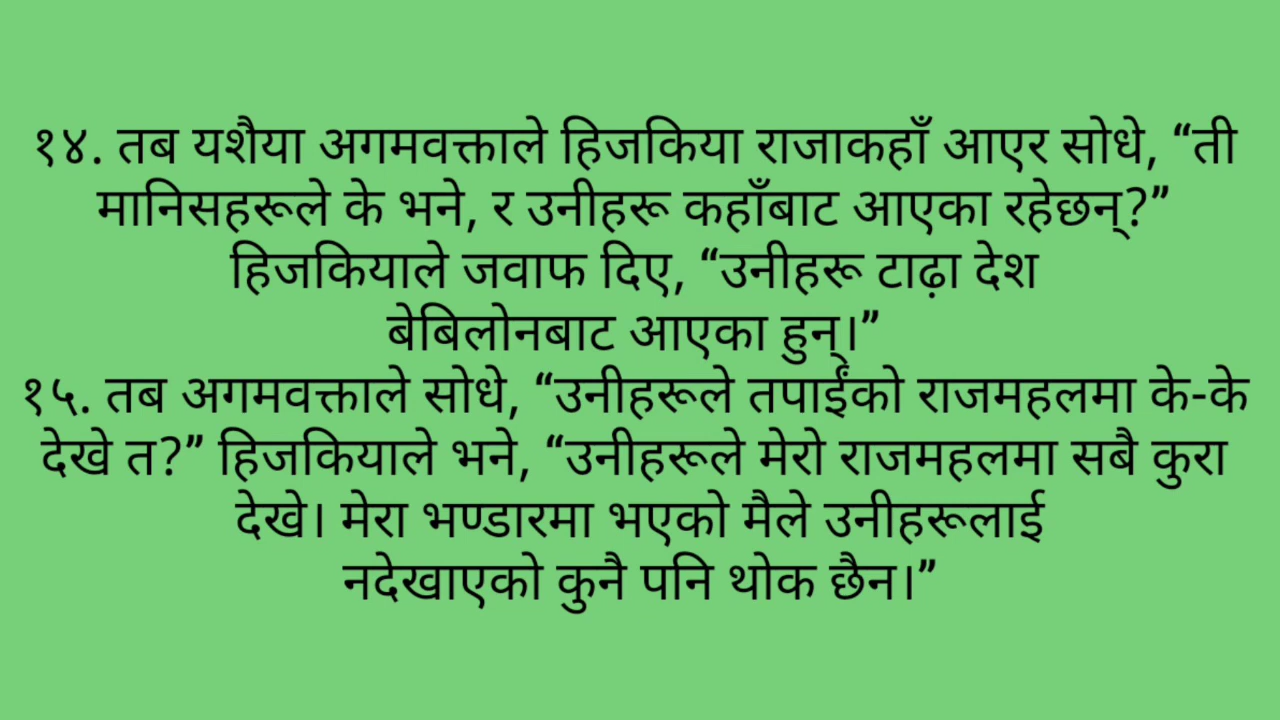 १४. तब यशैया अगमवक्ताले हिजकिया राजाकहाँ आएर सोधे, “ती
मानिसहरूले के भने, र उनीहरू कहाँबाट आएका रहेछन्?”
हिजकियाले जवाफ दिए, “उनीहरू टाढ़ा देश
बेबिलोनबाट आएका हुन्।”
१५. तब अगमवक्ताले सोधे, “उनीहरूले तपाईंको राजमहलमा के-के
देखे त?” हिजकियाले भने, “उनीहरूले मेरो राजमहलमा सबै कुरा
देखे। मेरा भण्डारमा भएको मैले उनीहरूलाई
नदेखाएको कुनै पनि थोक छैन।”